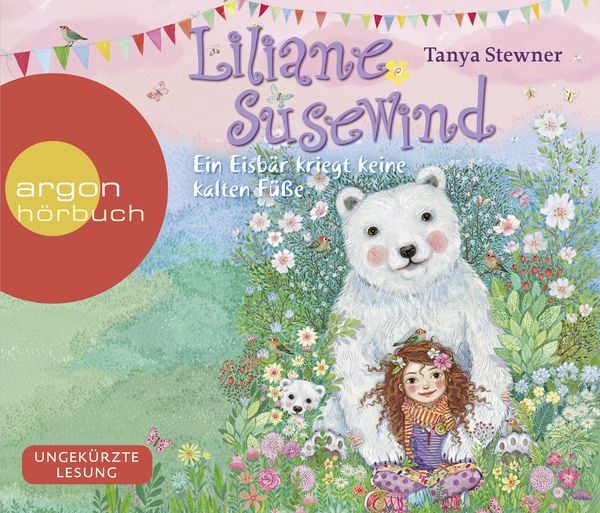 Liliane
Tanya Stewner
Susewind
Ein Eisbär kriegt keine
kalten Füße
argon
hörbuch
UNGEKÜRZTE
LESUNG